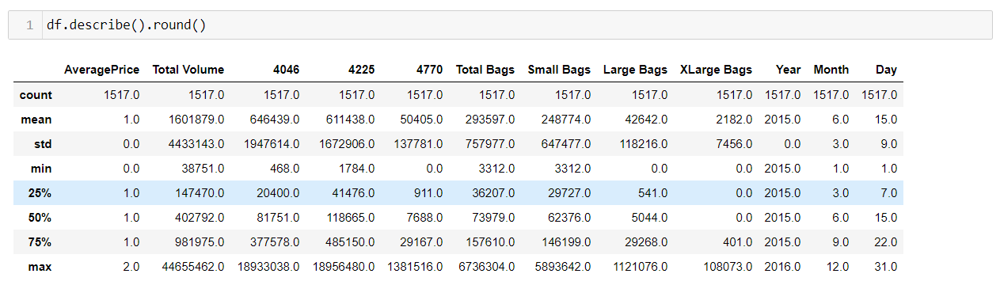 1 df.describe().round()
AveragePrice Total Volume 4046 4225 4770 Total Bags Small Bags Large Bags XLarge Bags Year Month Day
count 1517.0 1517.0 1517.0 1517.0 1517.0 1517.0 1517.0 1517.0 1517.0 1517.0 1517.0 1517.0
mean 1.0 1601879.0 646439.0 611438.0 50405.0 293597.0 248774.0 42642.0 2182.0 2015.0 6.0 15.0
std 0.0 4433143.0 1947614.0 1672906.0 137781.0 757977.0 647477.0 118216.0 7456.0 0.0 3.0 9.0
min 0.0 38751.0 468.0 1784.0 0.0 3312.0 3312.0 0.0 0.0 2015.0 1.0 1.0
25% 1.0 147470.0 20400.0 41476.0 911.0 36207.0 29727.0 541.0 0.0 2015.0 3.0 7.0
50% 1.0 402792.0 81751.0 118665.0 7688.0 73979.0 62376.0 5044.0 0.0 2015.0 6.0 15.0
75% 1.0 981975.0 377578.0 485150.0 29167.0 157610.0 146199.0 29268.0 401.0 2015.0 9.0 22.0
max 2.0 44655462.0 18933038.0 18956480.0 1381516.0 6736304.0 5893642.0 1121076.0 108073.0 2016.0 12.0 31.0